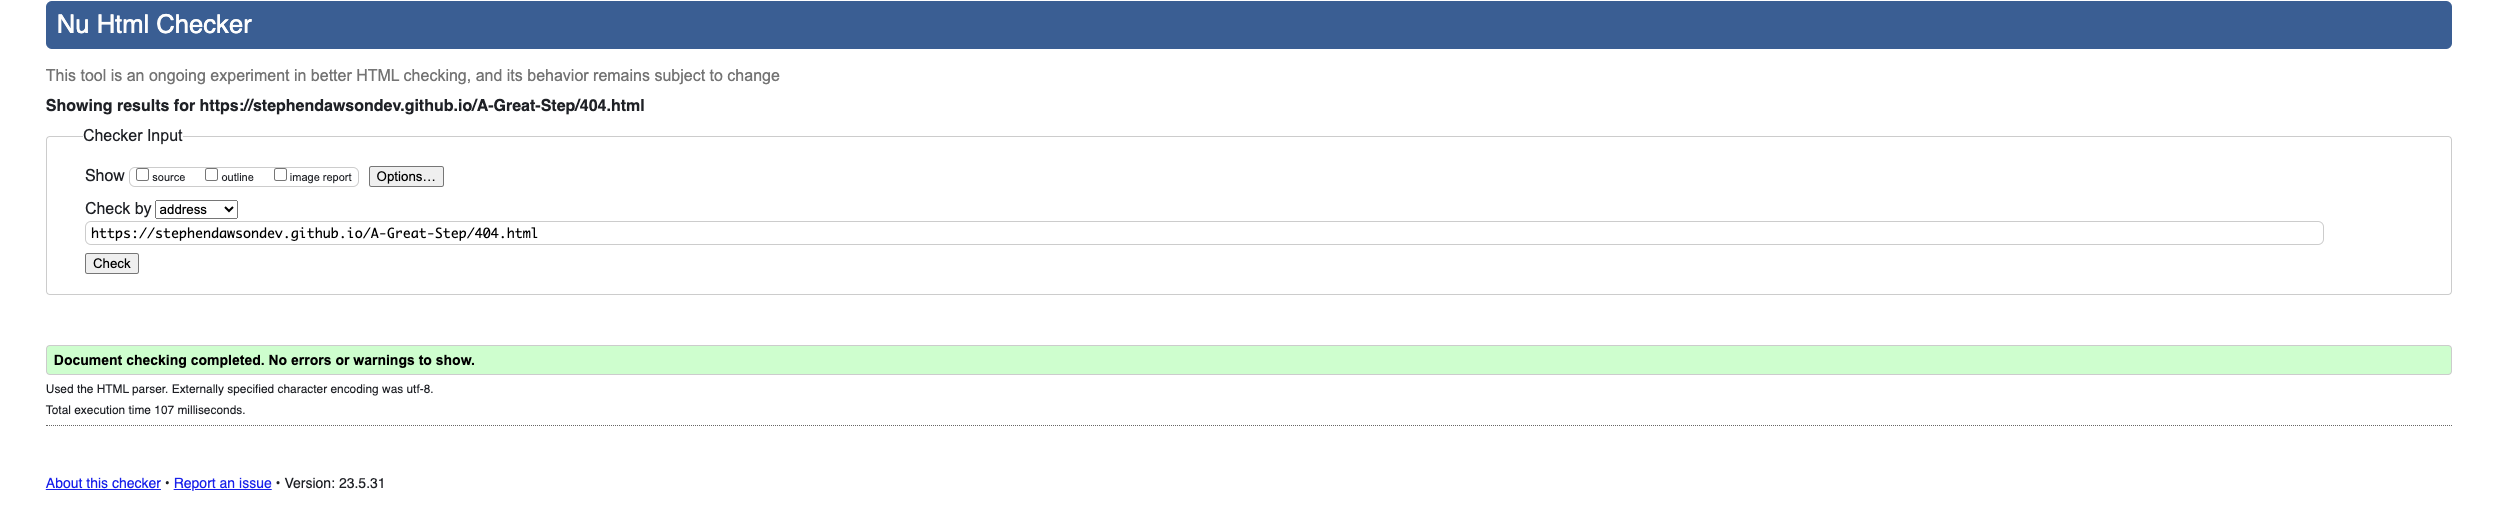 Nu Html Checker
This tool is an ongoing experiment in better HTML checking, and its behavior remains subject to change
Showing results for https://stephendawsondev.github.io/A-Great-Step/404.html
Checker Input
Show source outline image report Options...
Check by address
https://stephendawsondev.github.io/A-Great-Step/404.html
Check
Document checking completed. No errors or warnings to show.
Used the HTML parser. Externally specified character encoding was utf-8.
Total execution time 107 milliseconds.
About this checker • Report an issue • Version: 23.5.31